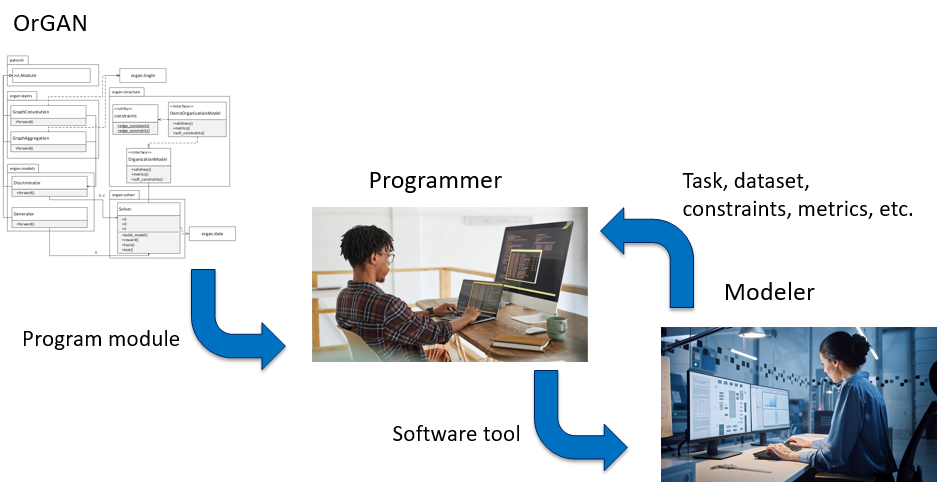 OrGAN
pytorch
nn.Module
organ.single
organ.layers
GraphConvolution
+forward()
GraphAggregation
+forward()
organ.structure
<<utility>>
constraints
+edge_consistent()
+edge_symmetric()
<<interface>>
DemoOrganizationModel
+validness()
+metrics()
+soft_constraints()
<<interface>>
OrganizationModel
+validness()
+metrics()
+soft_constraints()
organ.models
Discriminator
+forward()
Generator
+forward()
organ.solver
Solver
+build_model()
+reward()
+train()
+test()
organ.data
Programmer
Task, dataset,
constraints, metrics, etc.
Modeler
Program module
Software tool